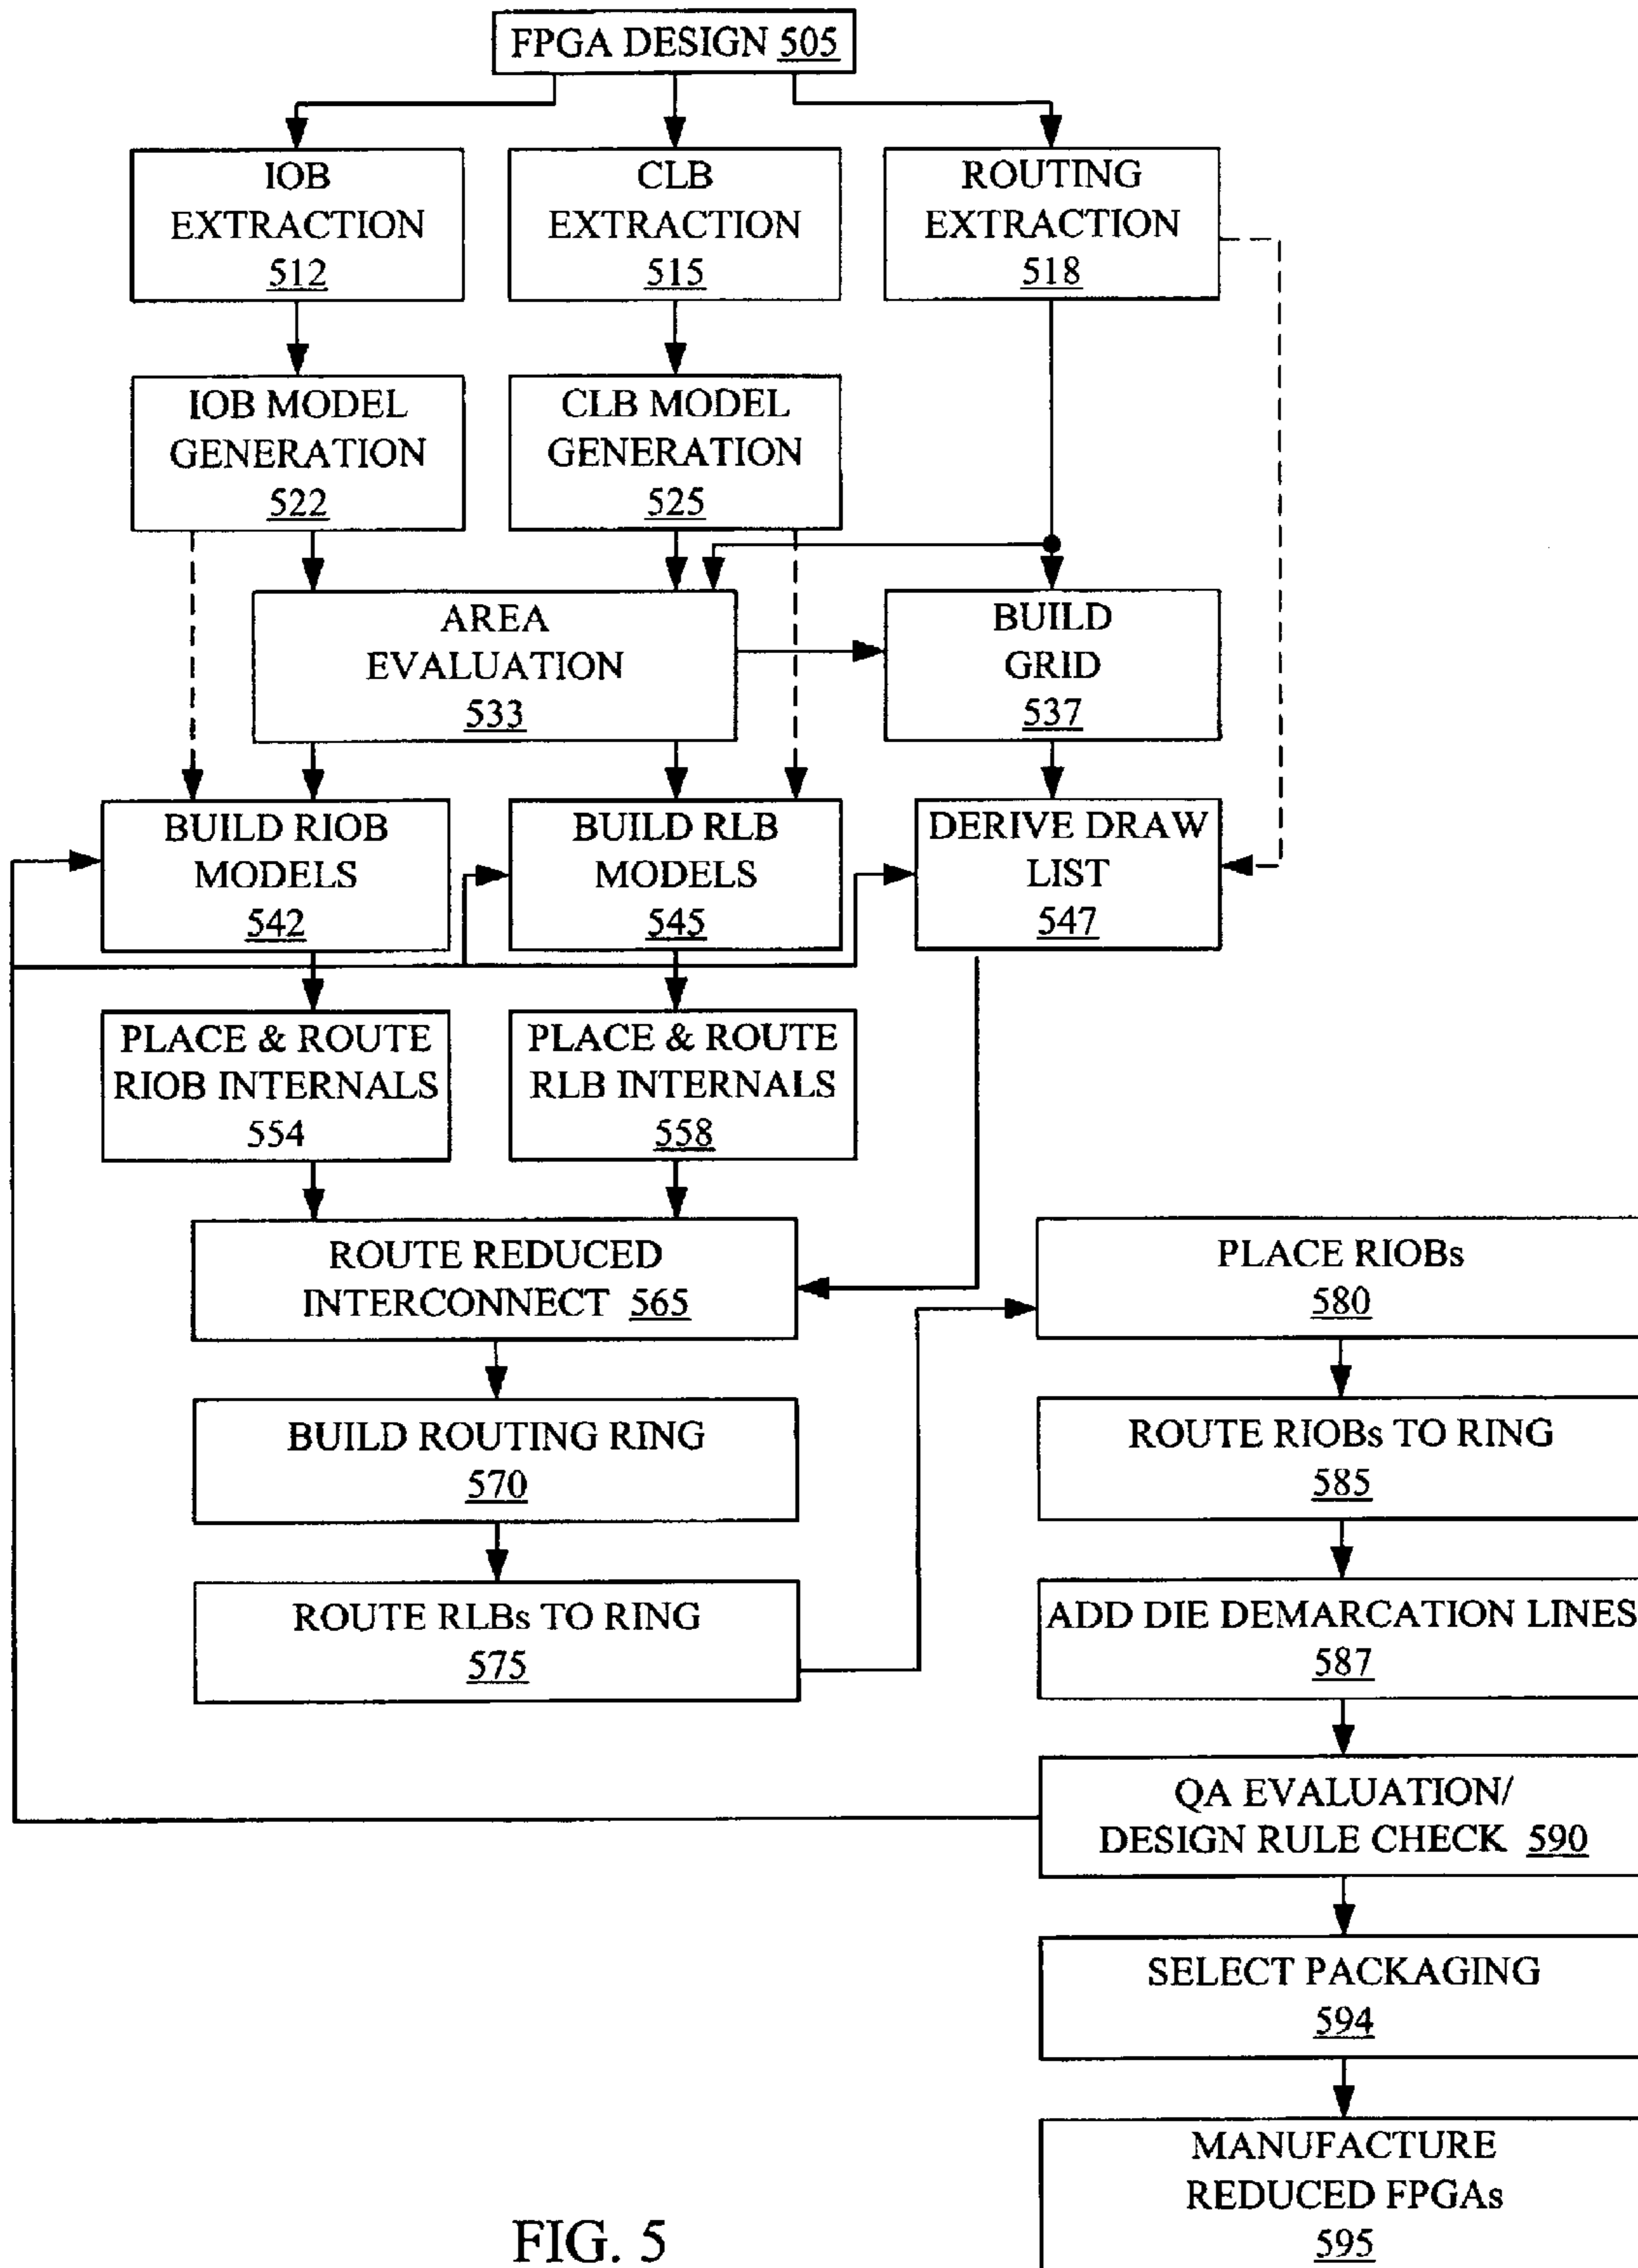 FPGA DESIGN 505
IOB
EXTRACTION
512
CLB
EXTRACTION
515
ROUTING
EXTRACTION
518
IOB MODEL
GENERATION
522
CLB MODEL
GENERATION
525
AREA
EVALUATION
533
BUILD
GRID
537
BUILD RIOB
MODELS
542
BUILD RLB
MODELS
545
DERIVE DRAW
LIST
547
PLACE & ROUTE
RIOB INTERNALS
554
PLACE & ROUTE
RLB INTERNALS
558
ROUTE REDUCED
INTERCONNECT 565
BUILD ROUTING RING
570
ROUTE RLBs TO RING
575
PLACE RIOBs
580
ROUTE RIOBs TO RING
585
ADD DIE DEMARCATION LINES
587
QA EVALUATION/
DESIGN RULE CHECK 590
SELECT PACKAGING
594
MANUFACTURE
REDUCED FPGAs
595
FIG. 5